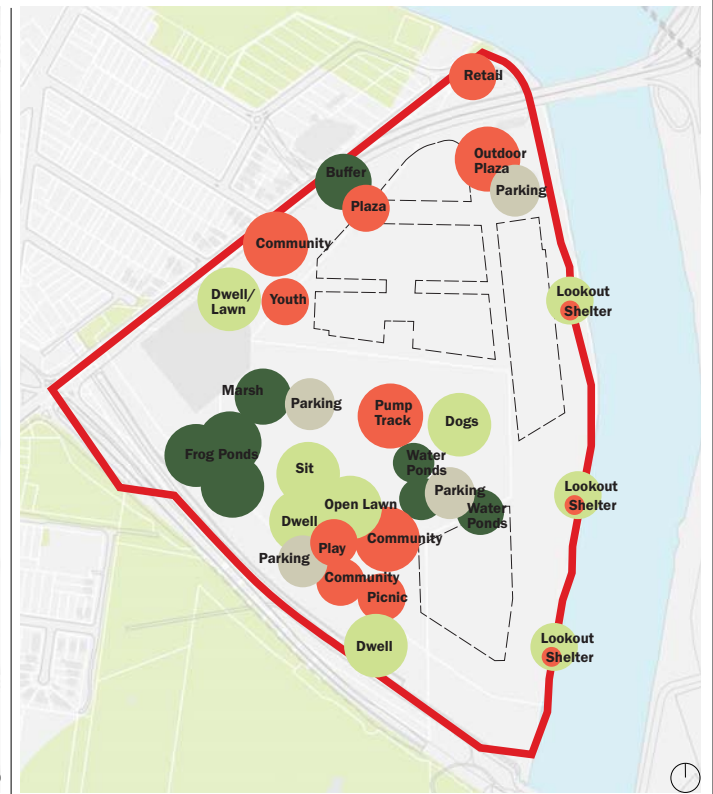 Retail
Outdoor
Plaza
Parking
Buffer
Plaza
Community
Dwell/
Lawn
Youth
Lookout
Shelter
Marsh
Parking
Pump
Track
Dogs
Frog Ponds
Sit
Water
Ponds
Parking
Water
Ponds
Lookout
Shelter
Open Lawn
Dwell
Play
Community
Parking
Community
Picnic
Dwell
Lookout
Shelter